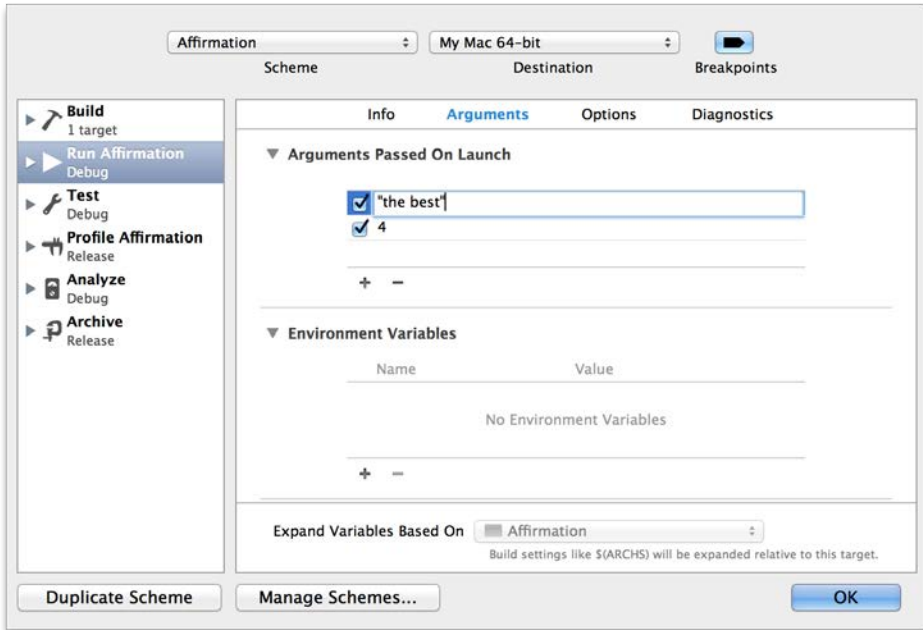 Affirmation
My Mac 64-bit
Scheme
Destination
Breakpoints
Build
1 target
Run Affirmation
Debug
Test
Debug
Profile Affirmation
Release
Analyze
Debug
Archive
Release
Info
Arguments
Options
Diagnostics
Arguments Passed On Launch
"the best"
4
+ −
Environment Variables
Name
Value
No Environment Variables
+ −
Expand Variables Based On
Affirmation
Build settings like $(ARCHS) will be expanded relative to this target.
Duplicate Scheme
Manage Schemes...
OK